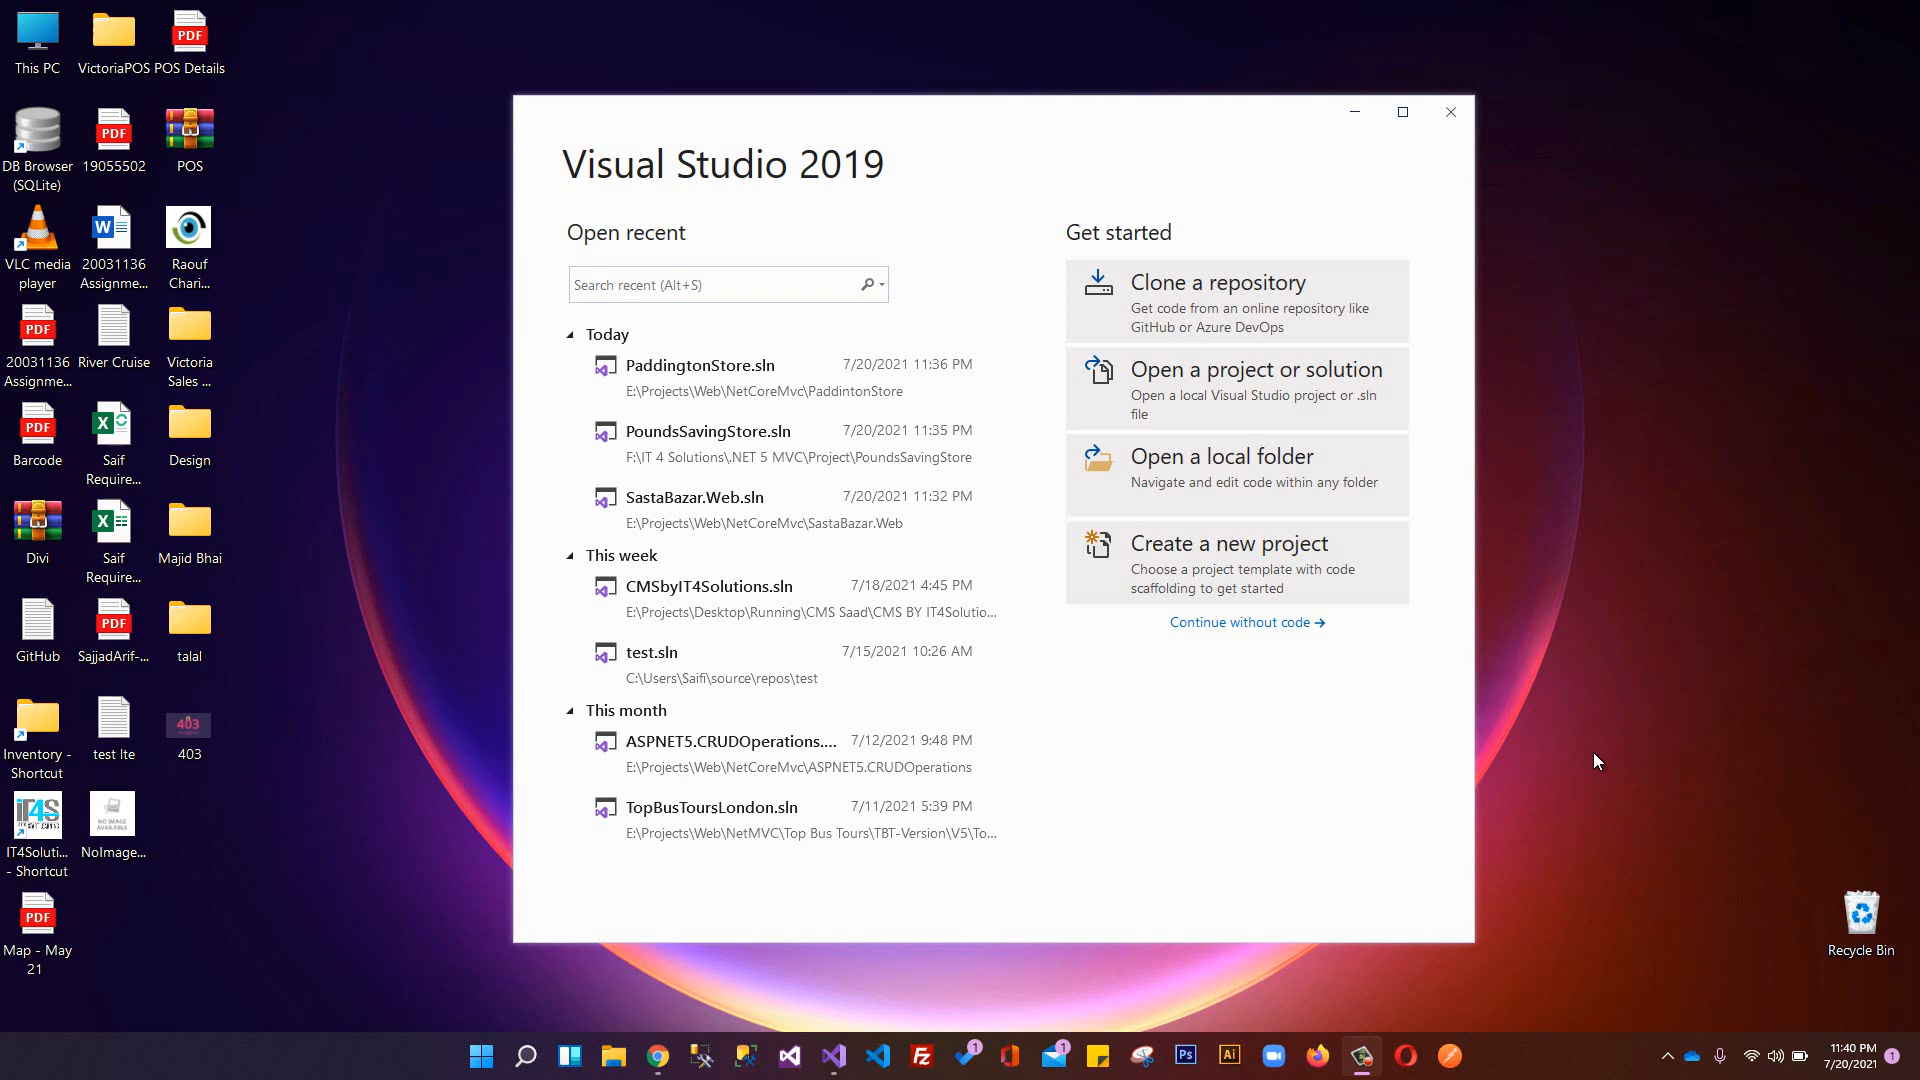 This PC
VictoriaPOS
POS Details
DB Browser
(SQLite)
19055502
POS
VLC media
player
20031136
Assignme...
Raouf
Chari...
20031136
Assignme...
River Cruise
Victoria
Sales ...
Barcode
Saif
Require...
Design
Divi
Saif
Require...
Majid Bhai
GitHub
SajjadArif-...
talal
Inventory -
Shortcut
test lte
403
403
IT4Soluti...
- Shortcut
NO IMAGE
AVAILABLE
NoImage...
Map - May
21
Visual Studio 2019
Open recent
Search recent (Alt+S)
Today
PaddingtonStore.sln 7/20/2021 11:36 PM
E:\Projects\Web\NetCoreMvc\PaddintonStore
PoundsSavingStore.sln 7/20/2021 11:35 PM
F:\IT 4 Solutions\.NET 5 MVC\Project\PoundsSavingStore
SastaBazar.Web.sln 7/20/2021 11:32 PM
E:\Projects\Web\NetCoreMvc\SastaBazar.Web
This week
CMSbyIT4Solutions.sln 7/18/2021 4:45 PM
E:\Projects\Desktop\Running\CMS Saad\CMS BY IT4Solutio...
test.sln 7/15/2021 10:26 AM
C:\Users\Saifi\source\repos\test
This month
ASPNET5.CRUDOperations.... 7/12/2021 9:48 PM
E:\Projects\Web\NetCoreMvc\ASPNET5.CRUDOperations
TopBusToursLondon.sln 7/11/2021 5:39 PM
E:\Projects\Web\NetMVC\Top Bus Tours\TBT-Version\V5\To...
Get started
Clone a repository
Get code from an online repository like
GitHub or Azure DevOps
Open a project or solution
Open a local Visual Studio project or .sln
file
Open a local folder
Navigate and edit code within any folder
Create a new project
Choose a project template with code
scaffolding to get started
Continue without code →
Recycle Bin
11:40 PM
7/20/2021
1